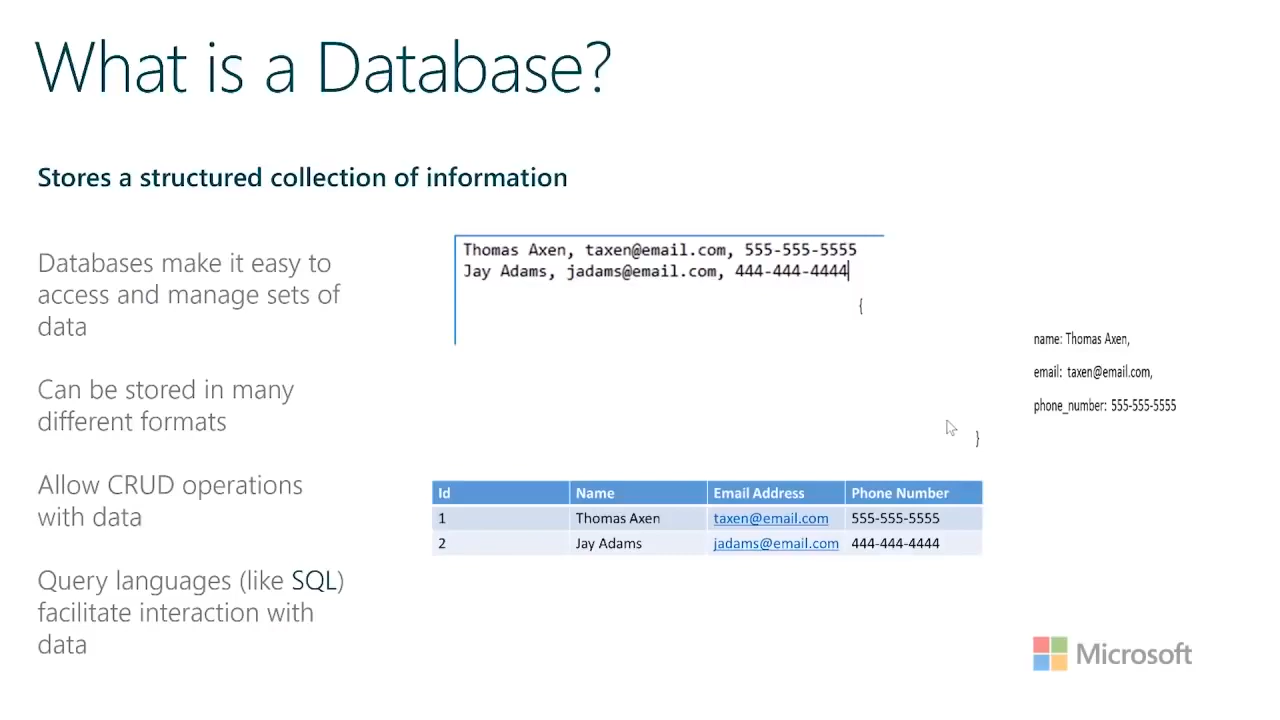 What is a Database?
Stores a structured collection of information
Databases make it easy to
access and manage sets of
data
Can be stored in many
different formats
Allow CRUD operations
with data
Query languages (like SQL)
facilitate interaction with
data
Thomas Axen, taxen@email.com, 555-555-5555
Jay Adams, jadams@email.com, 444-444-4444
{
name: Thomas Axen,
email: taxen@email.com,
phone_number: 555-555-5555
}
Id Name Email Address Phone Number
1 Thomas Axen taxen@email.com 555-555-5555
2 Jay Adams jadams@email.com 444-444-4444
Microsoft